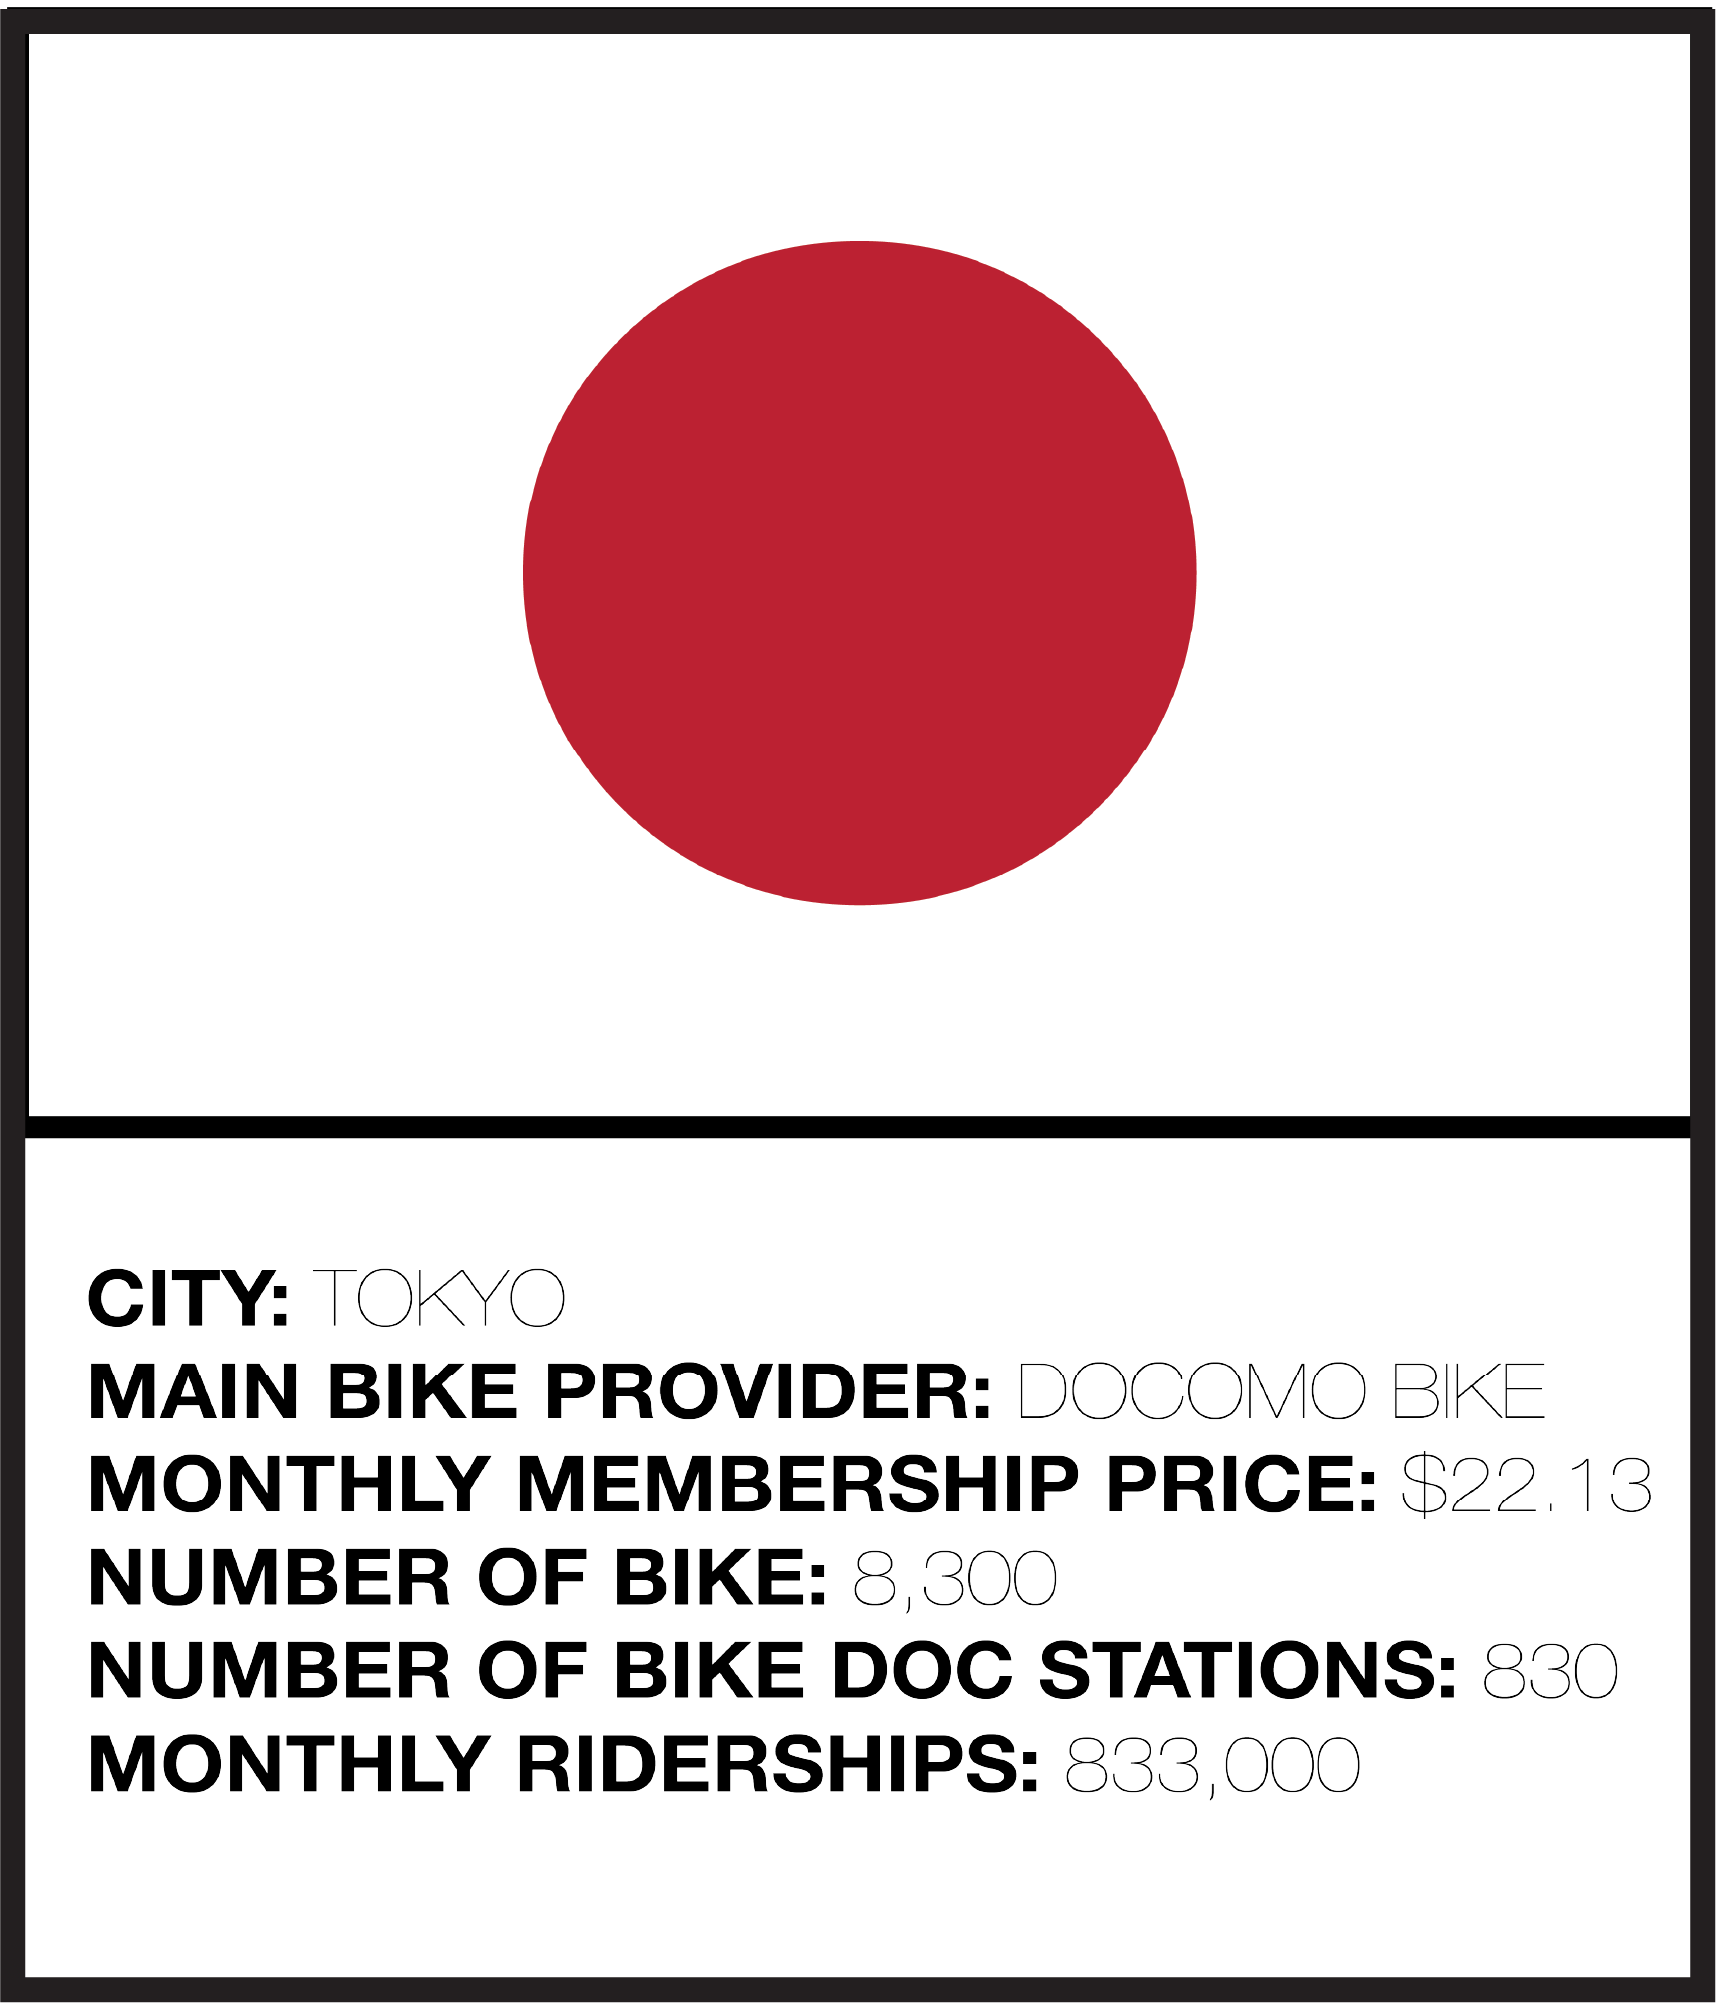 CITY: TOKYO
MAIN BIKE PROVIDER: DOCOMO BIKE
MONTHLY MEMBERSHIP PRICE: $22.13
NUMBER OF BIKE: 8,300
NUMBER OF BIKE DOC STATIONS: 830
MONTHLY RIDERSHIPS: 833,000